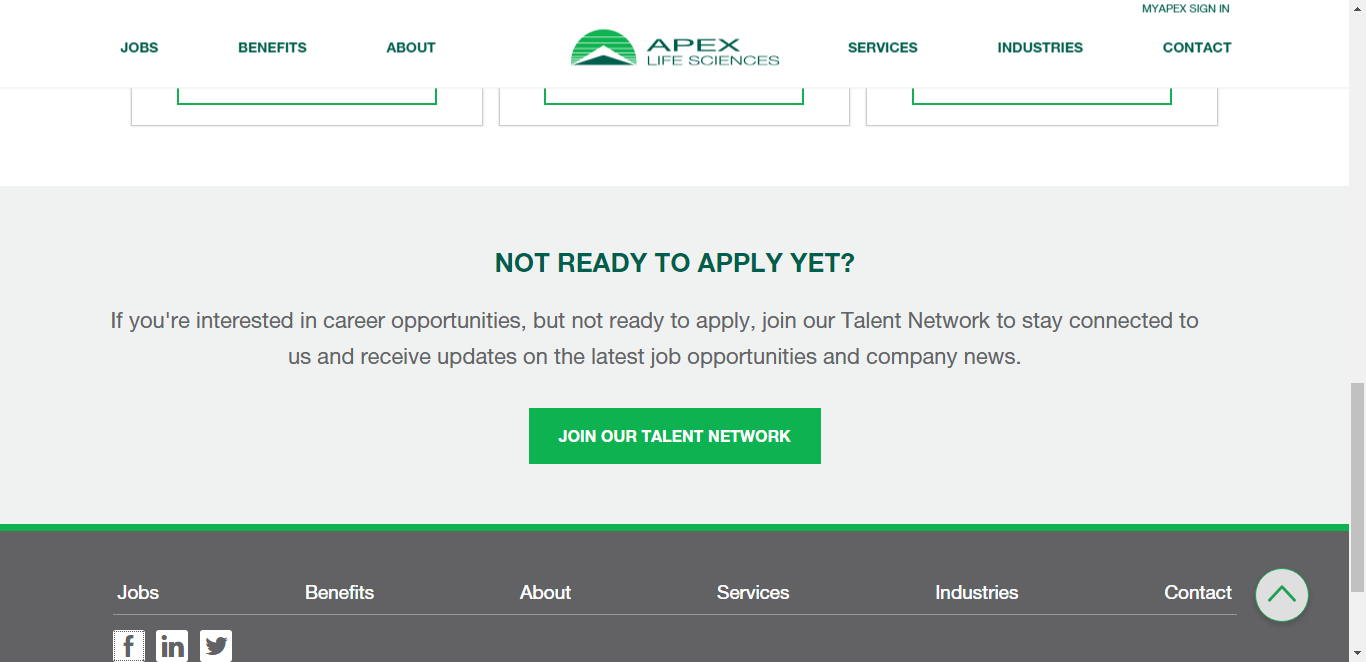 MYAPEX SIGN IN
JOBS
BENEFITS
ABOUT
APEX
LIFE SCIENCES
SERVICES
INDUSTRIES
CONTACT
NOT READY TO APPLY YET?
If you're interested in career opportunities, but not ready to apply, join our Talent Network to stay connected to
us and receive updates on the latest job opportunities and company news.
JOIN OUR TALENT NETWORK
Jobs
Benefits
About
Services
Industries
Contact
f
in